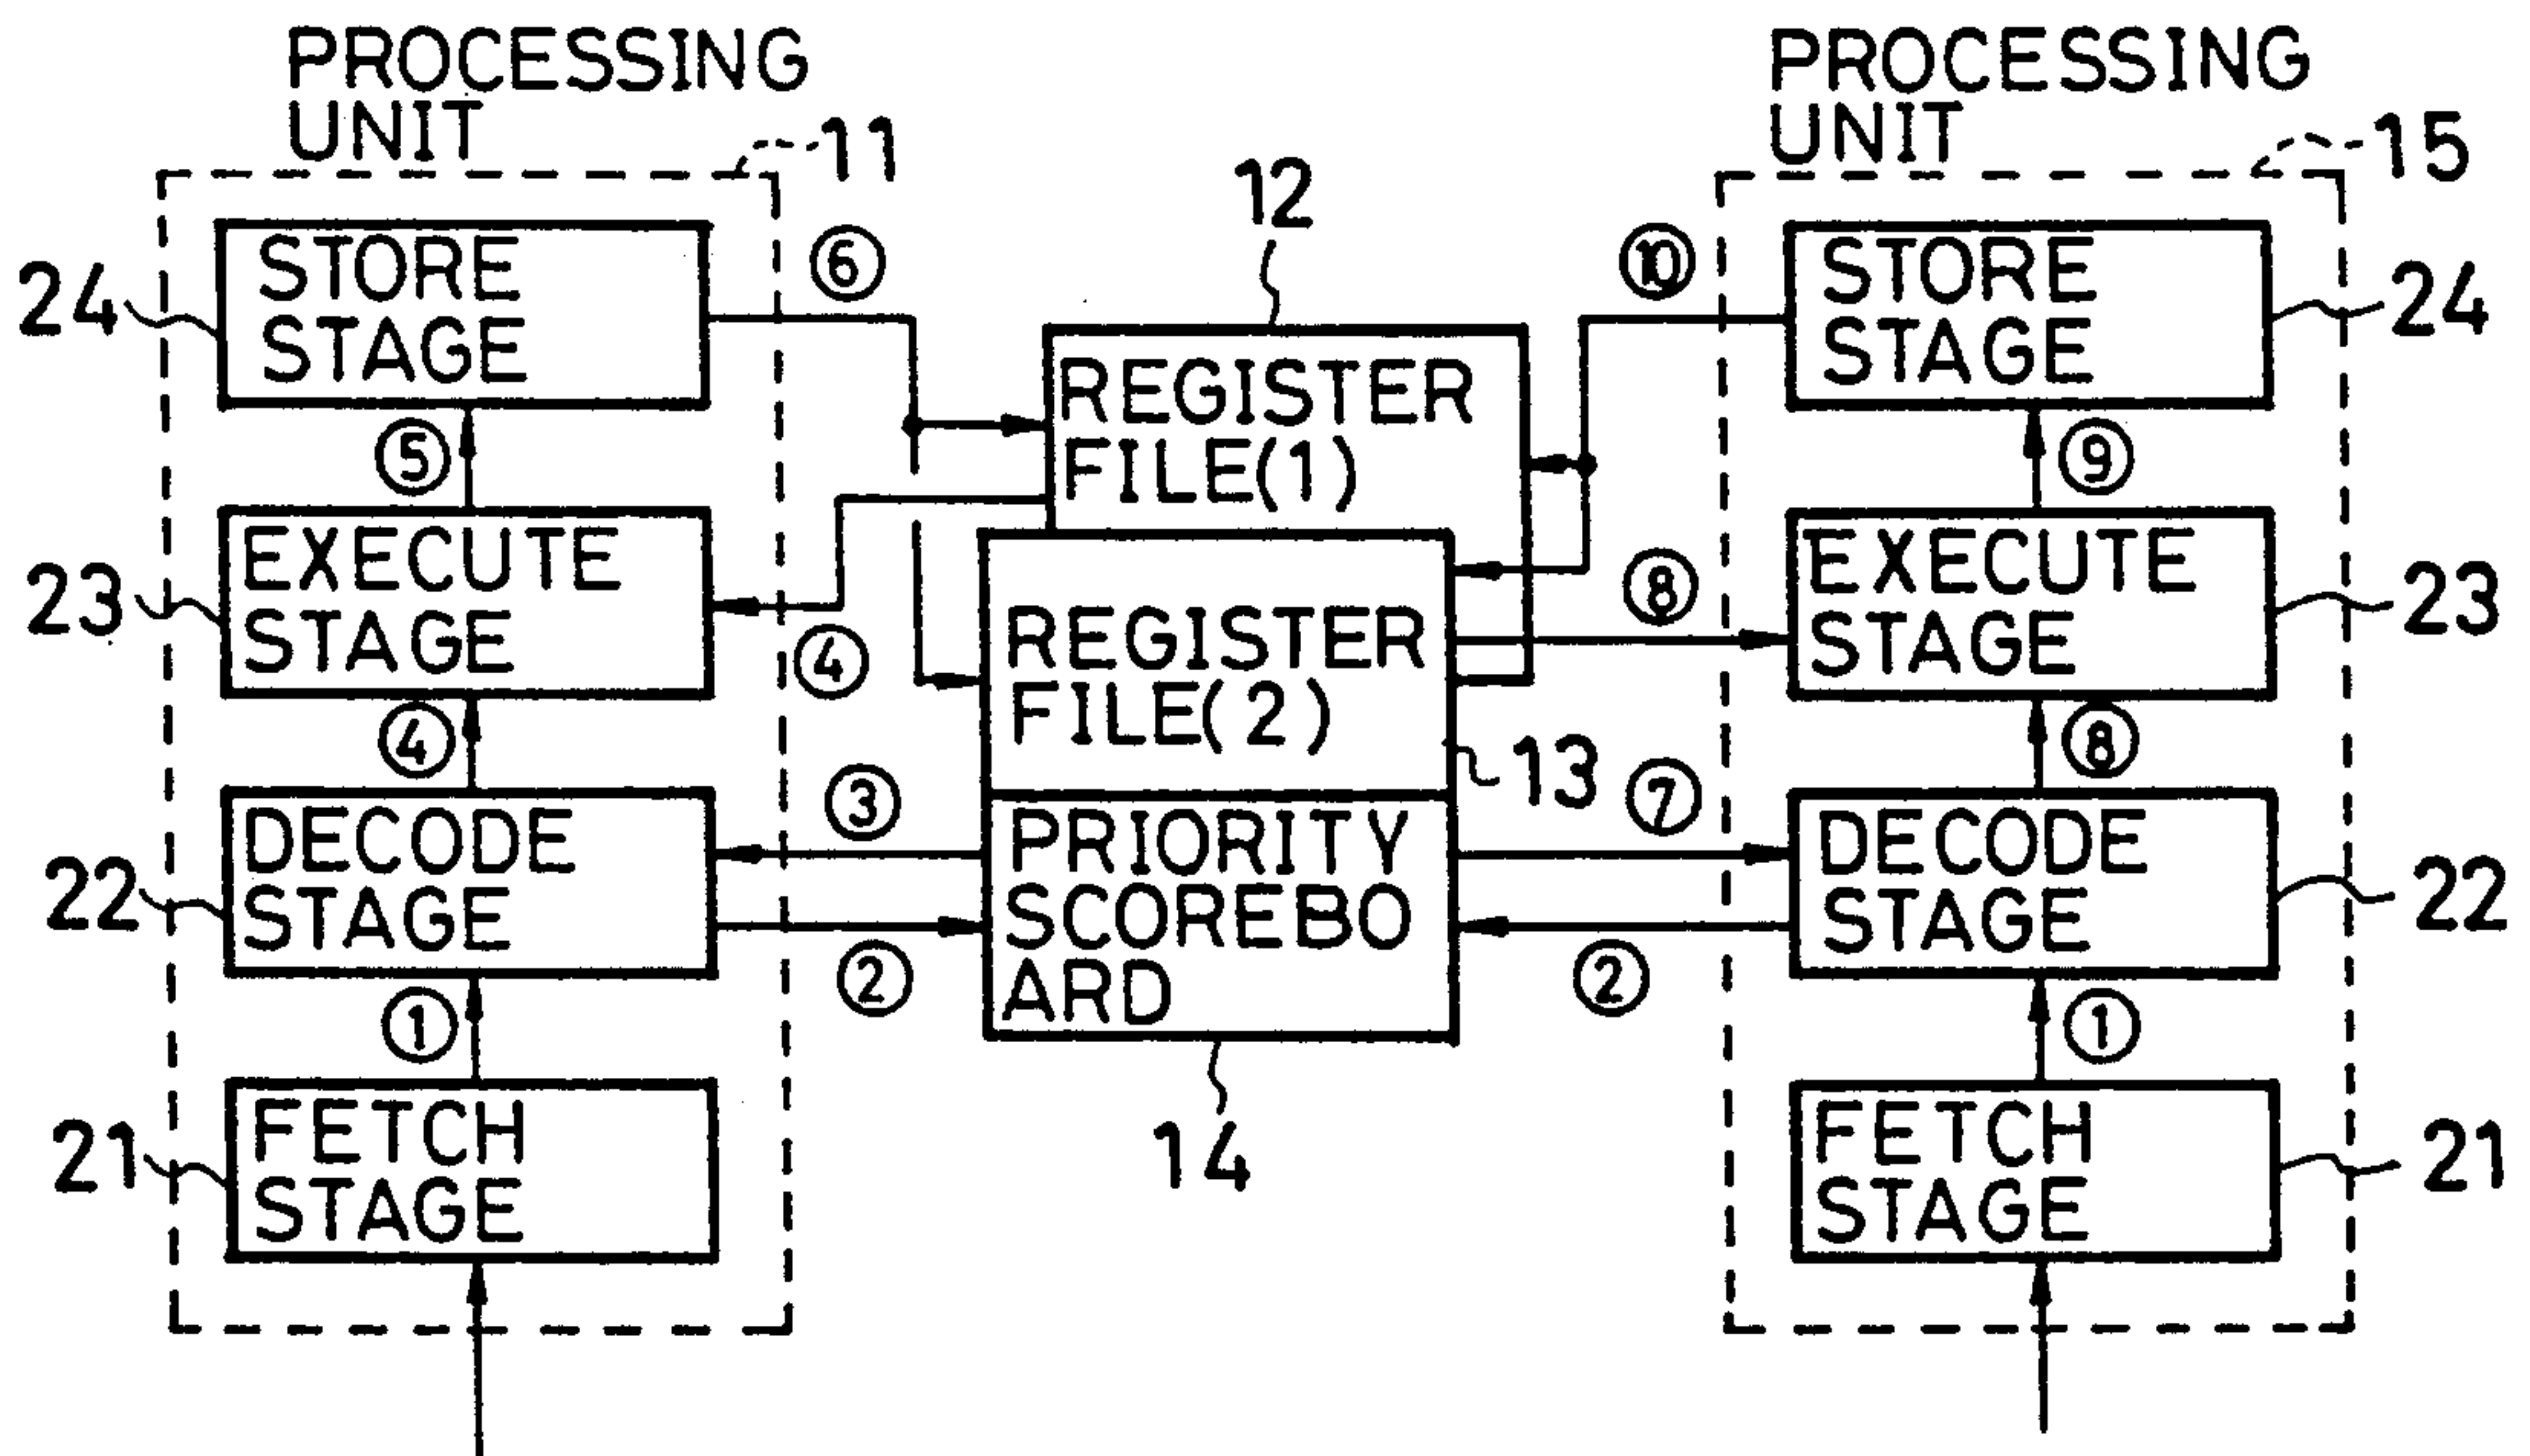 PROCESSING
UNIT
11
24
STORE
STAGE
⑥
⑤
23
EXECUTE
STAGE
④
④
22
DECODE
STAGE
③
②
①
21
FETCH
STAGE
12
REGISTER
FILE(1)
REGISTER
FILE(2)
13
PRIORITY
SCOREBO
ARD
14
PROCESSING
UNIT
15
⑩
STORE
STAGE
24
⑨
⑧
EXECUTE
STAGE
23
⑧
⑦
DECODE
STAGE
22
②
①
FETCH
STAGE
21